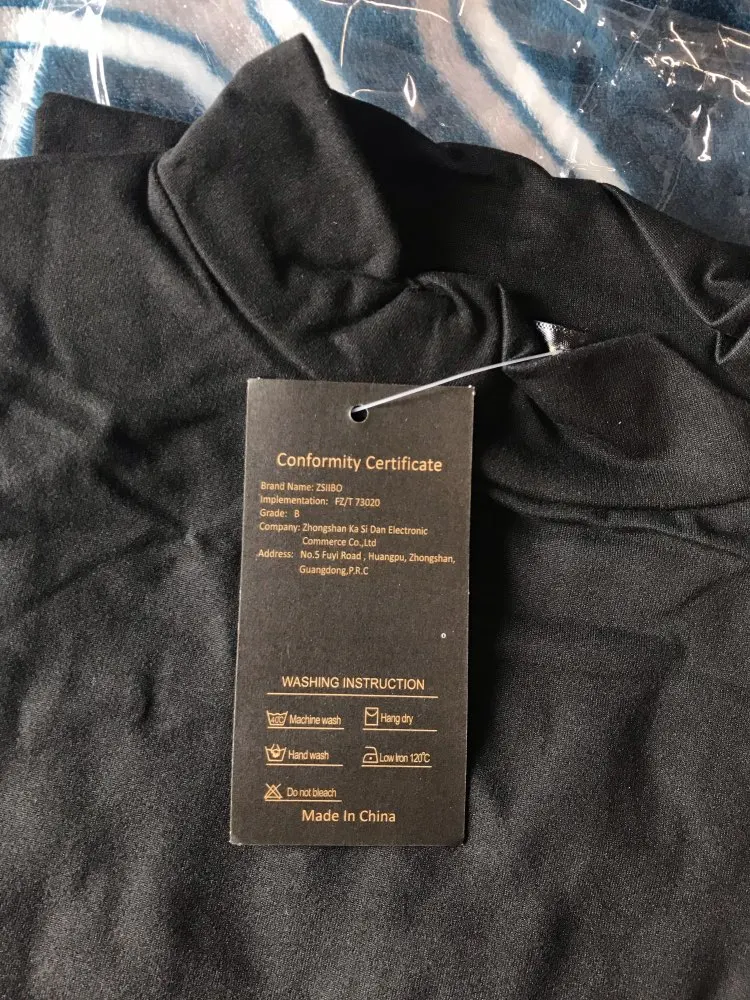 Conformity Certificate
Brand Name: ZSIIBO
Implementation: FZ/T 73020
Grade: B
Company: Zhongshan Ka Si Dan Electronic
Commerce Co.,Ltd
Address: No.5 Fuyi Road , Huangpu, Zhongshan,
Guangdong,P.R.C
WASHING INSTRUCTION
40C Machine wash
Hang dry
Hand wash
Low Iron 120℃
Do not bleach
Made In China